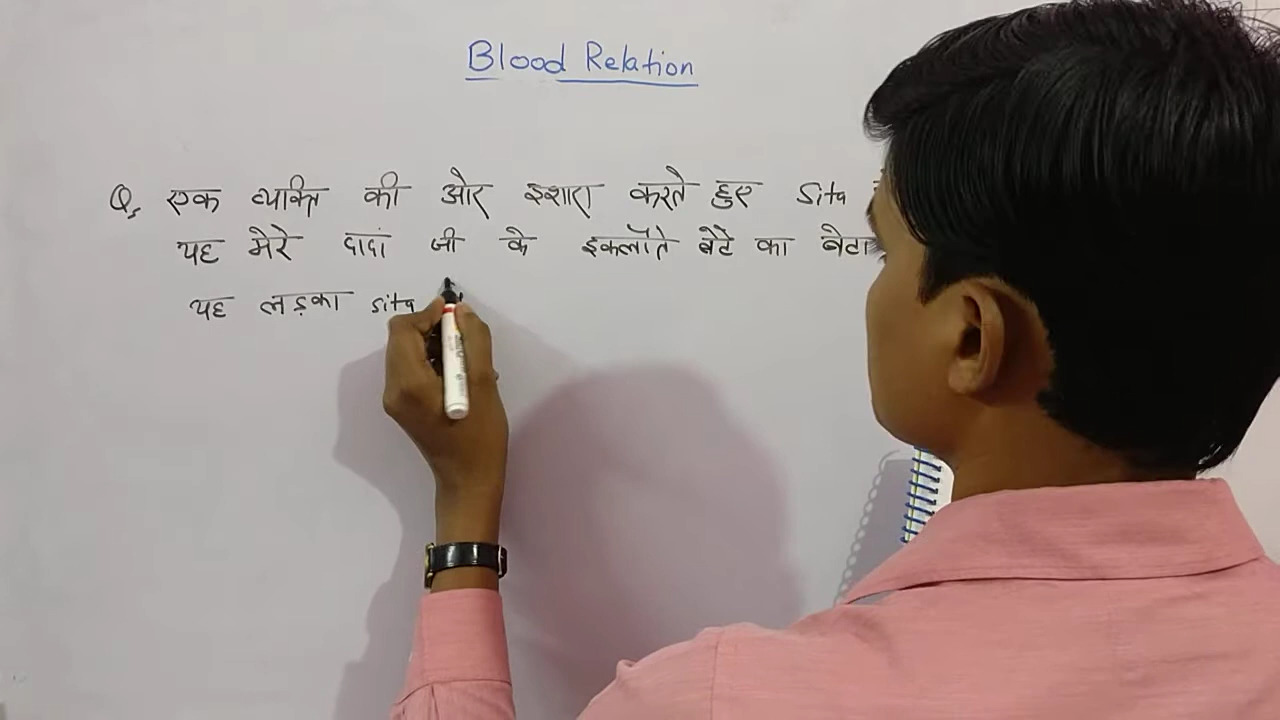 Blood Relation
Q, एक व्यक्ति की ओर इशारा करते हुए Sita
यह मेरे दादां जी के इकलौते बेटे का बेटा
यह लड़का sita